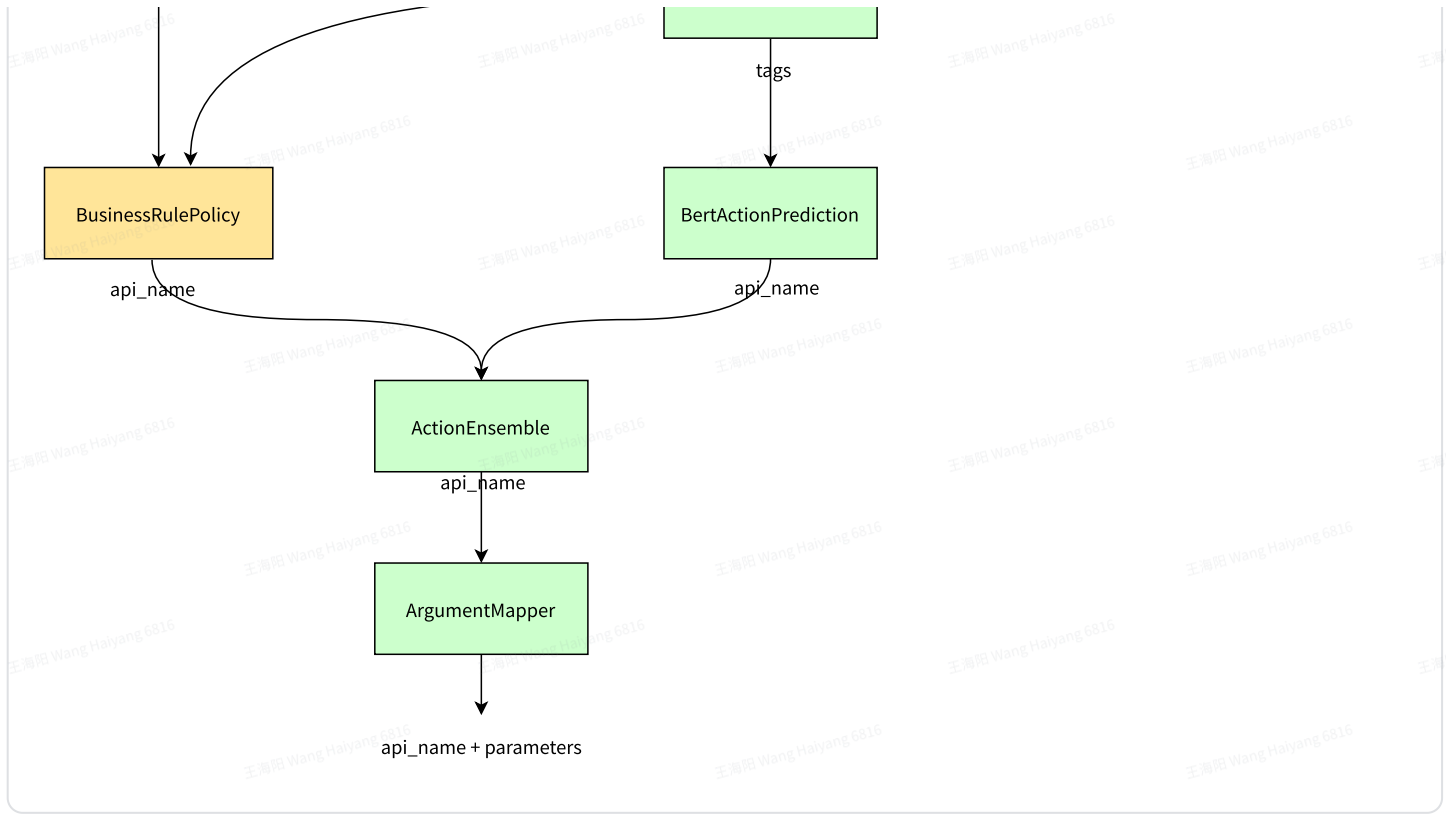 tags
BusinessRulePolicy
BertActionPrediction
api_name
api_name
ActionEnsemble
api_name
ArgumentMapper
api_name + parameters
王海阳 Wang Haiyang 6816